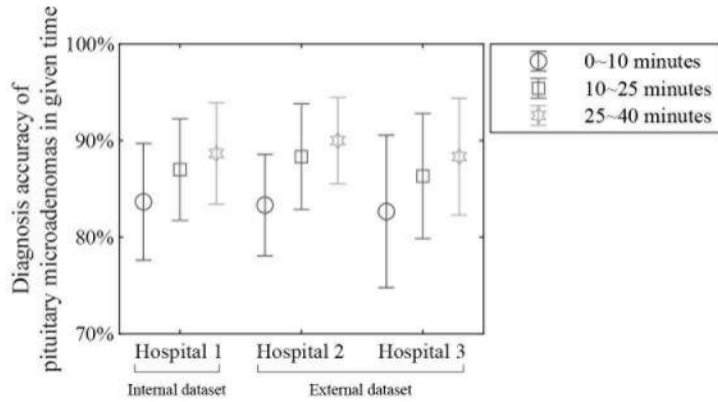 100%
90%
80%
70%
Diagnosis accuracy of
pituitary microadenomas in given time
Hospital 1
Hospital 2
Hospital 3
Internal dataset
External dataset
0~10 minutes
10~25 minutes
25~40 minutes